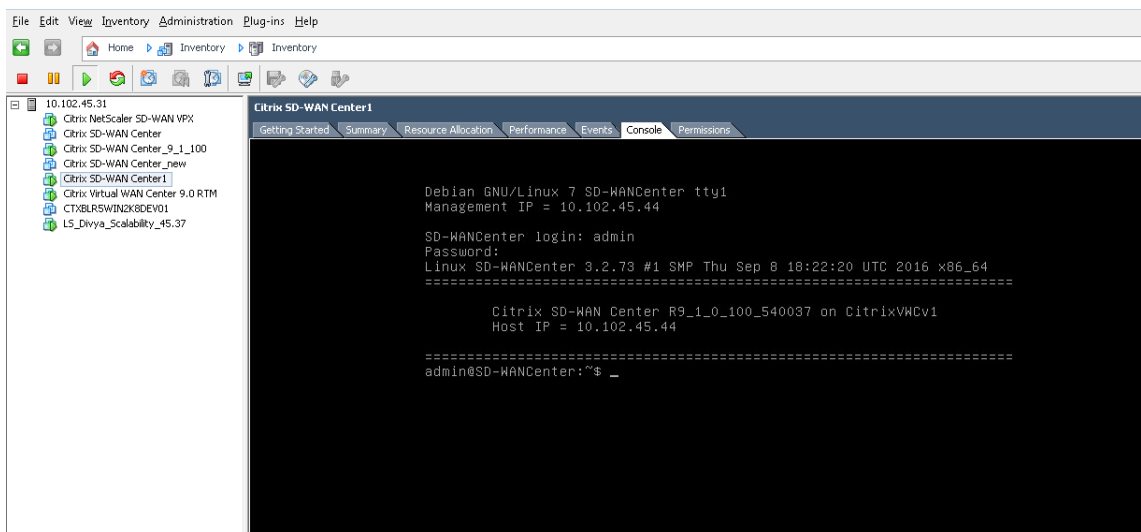 File Edit View Inventory Administration Plug-ins Help
Home Inventory Inventory
10.102.45.31
Citrix NetScaler SD-WAN VPX
Citrix SD-WAN Center
Citrix SD-WAN Center_9_1_100
Citrix SD-WAN Center_new
Citrix SD-WAN Center1
Citrix Virtual WAN Center 9.0 RTM
CTXBLR5WIN2K8DEV01
LS_Divya_Scalability_45.37
Citrix SD-WAN Center1
Getting Started Summary Resource Allocation Performance Events Console Permissions
Debian GNU/Linux 7 SD-WANCenter tty1
Management IP = 10.102.45.44
SD-WANCenter login: admin
Password:
Linux SD-WANCenter 3.2.73 #1 SMP Thu Sep 8 18:22:20 UTC 2016 x86_64
======================================================================
Citrix SD-WAN Center R9_1_0_100_540037 on CitrixVWCv1
Host IP = 10.102.45.44
======================================================================
admin@SD-WANCenter:~$ _